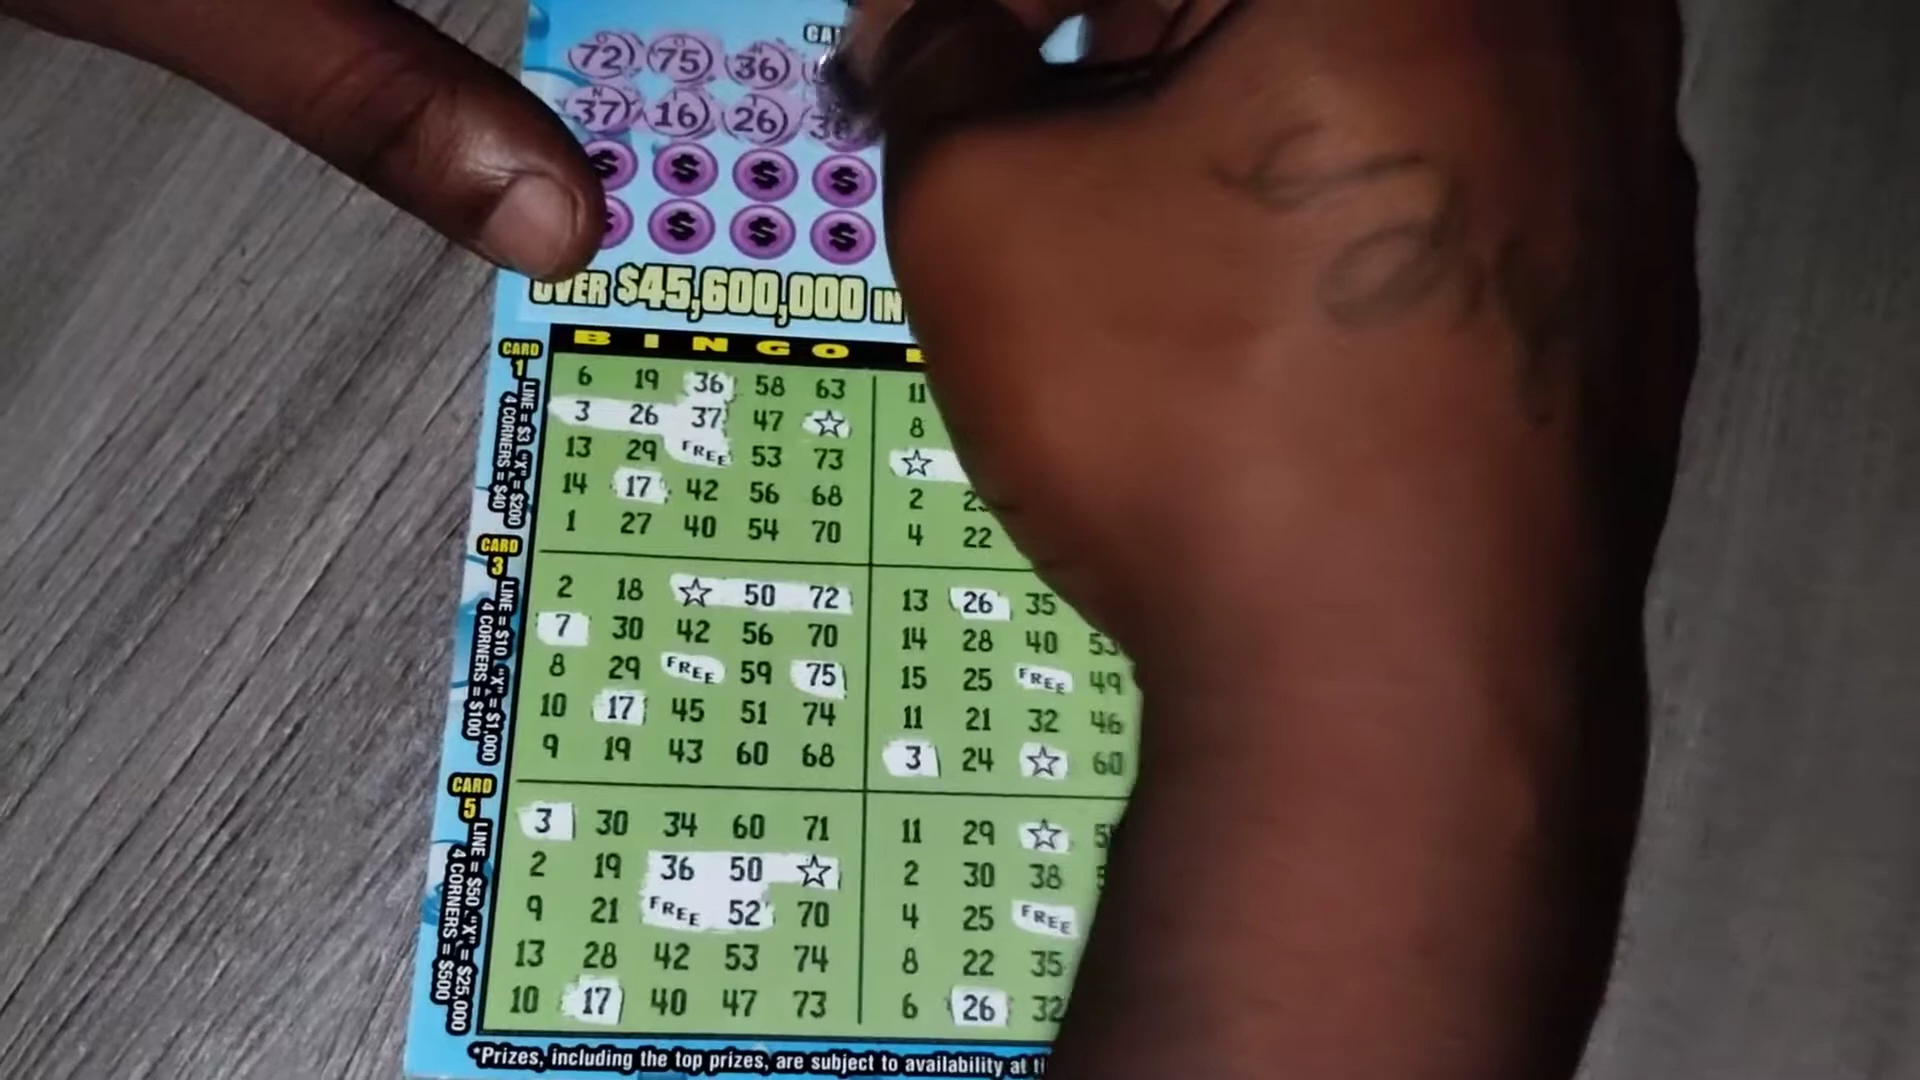 72 75 36
37 16 26 38
$ $ $ $
$ $ $ $
OVER $45,600,000 IN
B I N G O
CARD 1
LINE = $3 "X" = $200
4 CORNERS = $40
6 19 36 58 63
3 26 37 47
13 29 FREE 53 73
14 17 42 56 68
1 27 40 54 70
11
8
2
4 22
CARD 3
LINE = $10 "X" = $1,000
4 CORNERS = $100
2 18 50 72
7 30 42 56 70
8 29 FREE 59 75
10 17 45 51 74
9 19 43 60 68
13 26 35
14 28 40 53
15 25 FREE 49
11 21 32 46
3 24 60
CARD 5
LINE = $50 "X" = $25,000
4 CORNERS = $500
3 30 34 60 71
2 19 36 50
9 21 FREE 52 70
13 28 42 53 74
10 17 40 47 73
11 29
2 30 38
4 25 FREE
8 22 35
6 26 32
*Prizes, including the top prizes, are subject to availability at